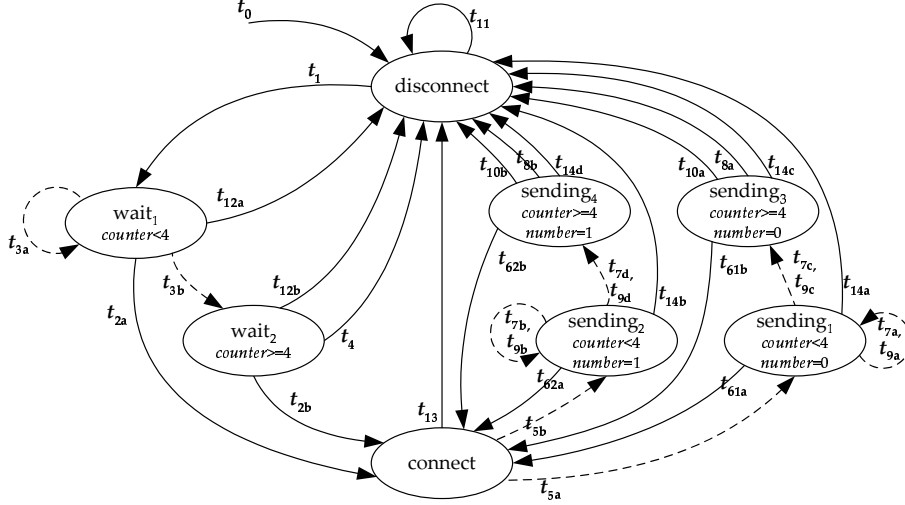 t0
t11
disconnect
t1
t10b
t8b
t14d
t10a
t8a
t14c
wait1
counter<4
t12a
sending4
counter>=4
number=1
sending3
counter>=4
number=0
t3a
t3b
t62b
t7d,
t9d
t61b
t7c,
t9c
t2a
t12b
t14b
t14a
wait2
counter>=4
t4
t7b,
t9b
sending2
counter<4
number=1
sending1
counter<4
number=0
t7a,
t9a
t62a
t61a
t2b
t13
t5b
connect
t5a